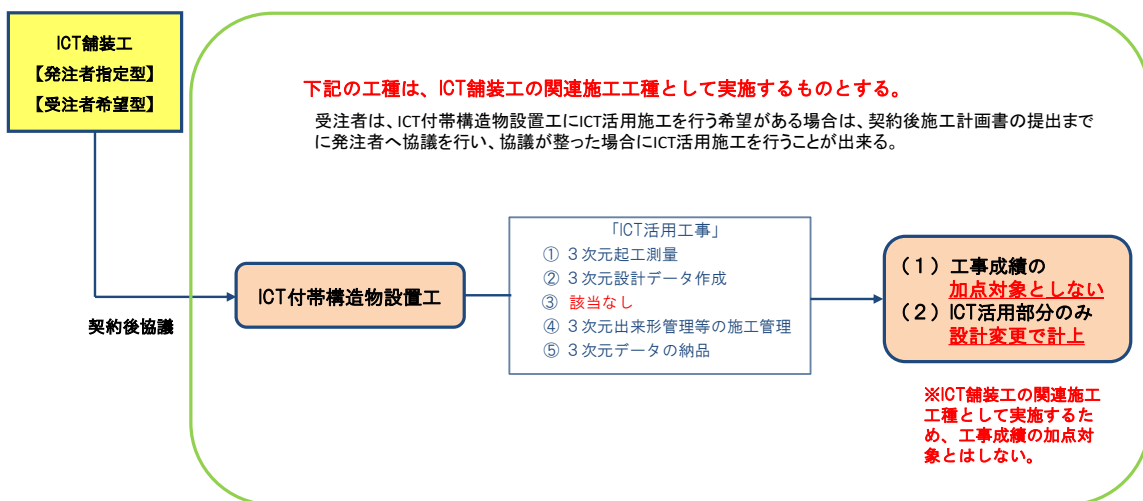 ICT舗装工
【発注者指定型】
【受注者希望型】
下記の工種は、ICT舗装工の関連施工工種として実施するものとする。
受注者は、ICT付帯構造物設置工にICT活用施工を行う希望がある場合は、契約後施工計画書の提出まで
に発注者へ協議を行い、協議が整った場合にICT活用施工を行うことが出来る。
契約後協議
ICT付帯構造物設置工
「ICT活用工事」
① ３次元起工測量
② ３次元設計データ作成
③ 該当なし
④ ３次元出来形管理等の施工管理
⑤ ３次元データの納品
（１）工事成績の
加点対象としない
（２）ICT活用部分のみ
設計変更で計上
※ICT舗装工の関連施工
工種として実施するた
め、工事成績の加点対
象とはしない。